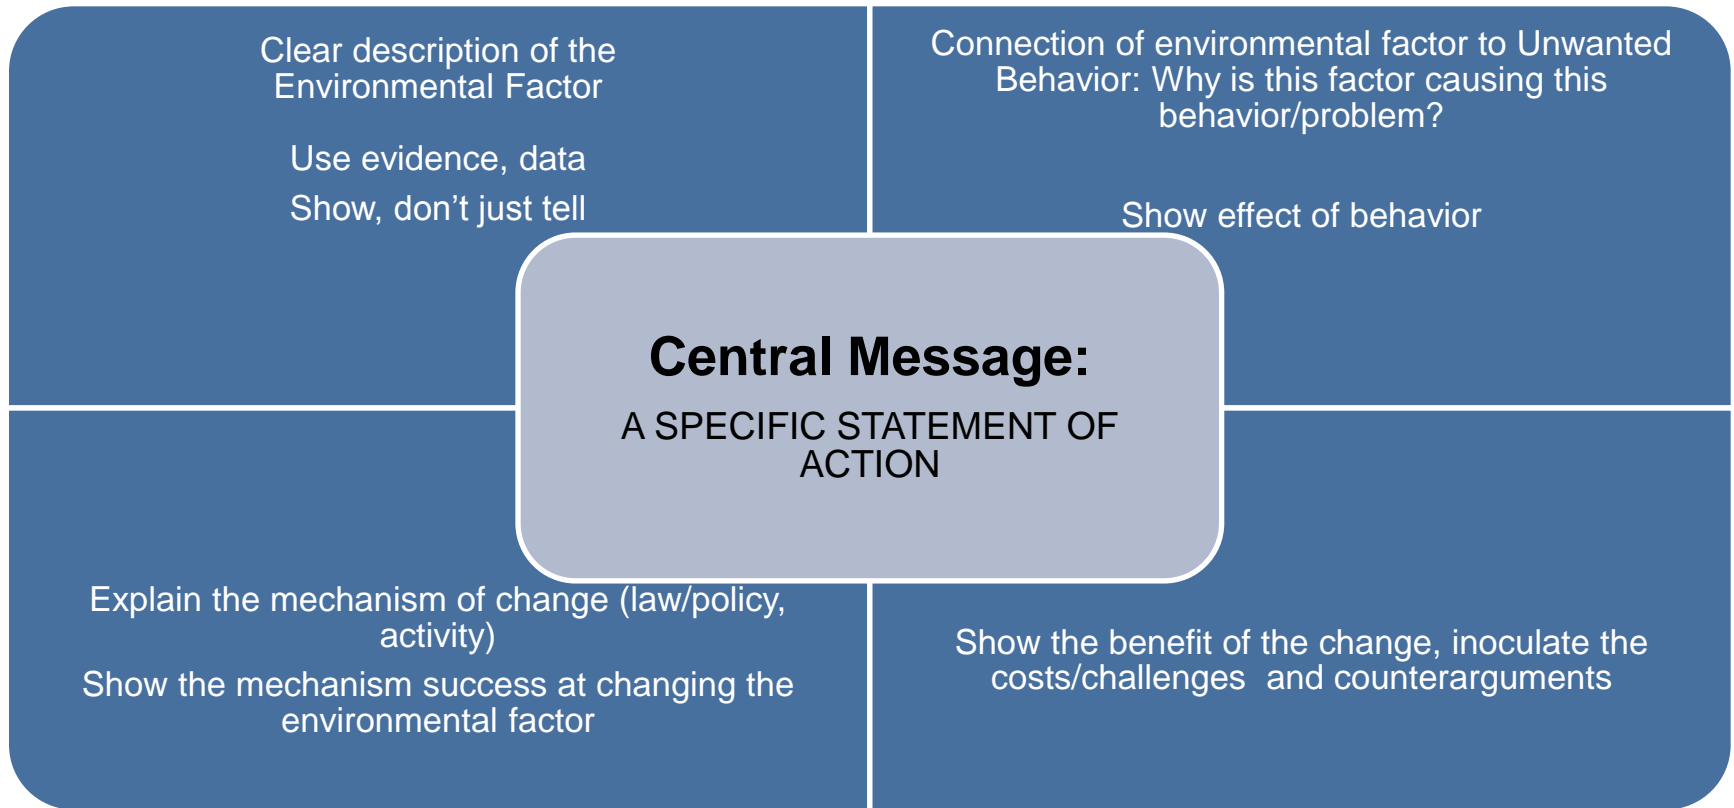 Clear description of the
Environmental Factor
Use evidence, data
Show, don’t just tell
Connection of environmental factor to Unwanted
Behavior: Why is this factor causing this
behavior/problem?
Show effect of behavior
Central Message:
A SPECIFIC STATEMENT OF
ACTION
Explain the mechanism of change (law/policy,
activity)
Show the mechanism success at changing the
environmental factor
Show the benefit of the change, inoculate the
costs/challenges  and counterarguments